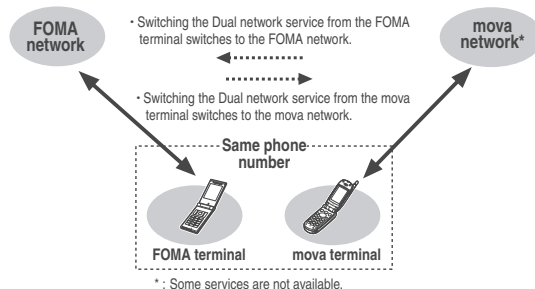 FOMA
network
• Switching the Dual network service from the FOMA
terminal switches to the FOMA network.
mova
network*
• Switching the Dual network service from the mova
terminal switches to the mova network.
Same phone
number
FOMA terminal
mova terminal
* : Some services are not available.